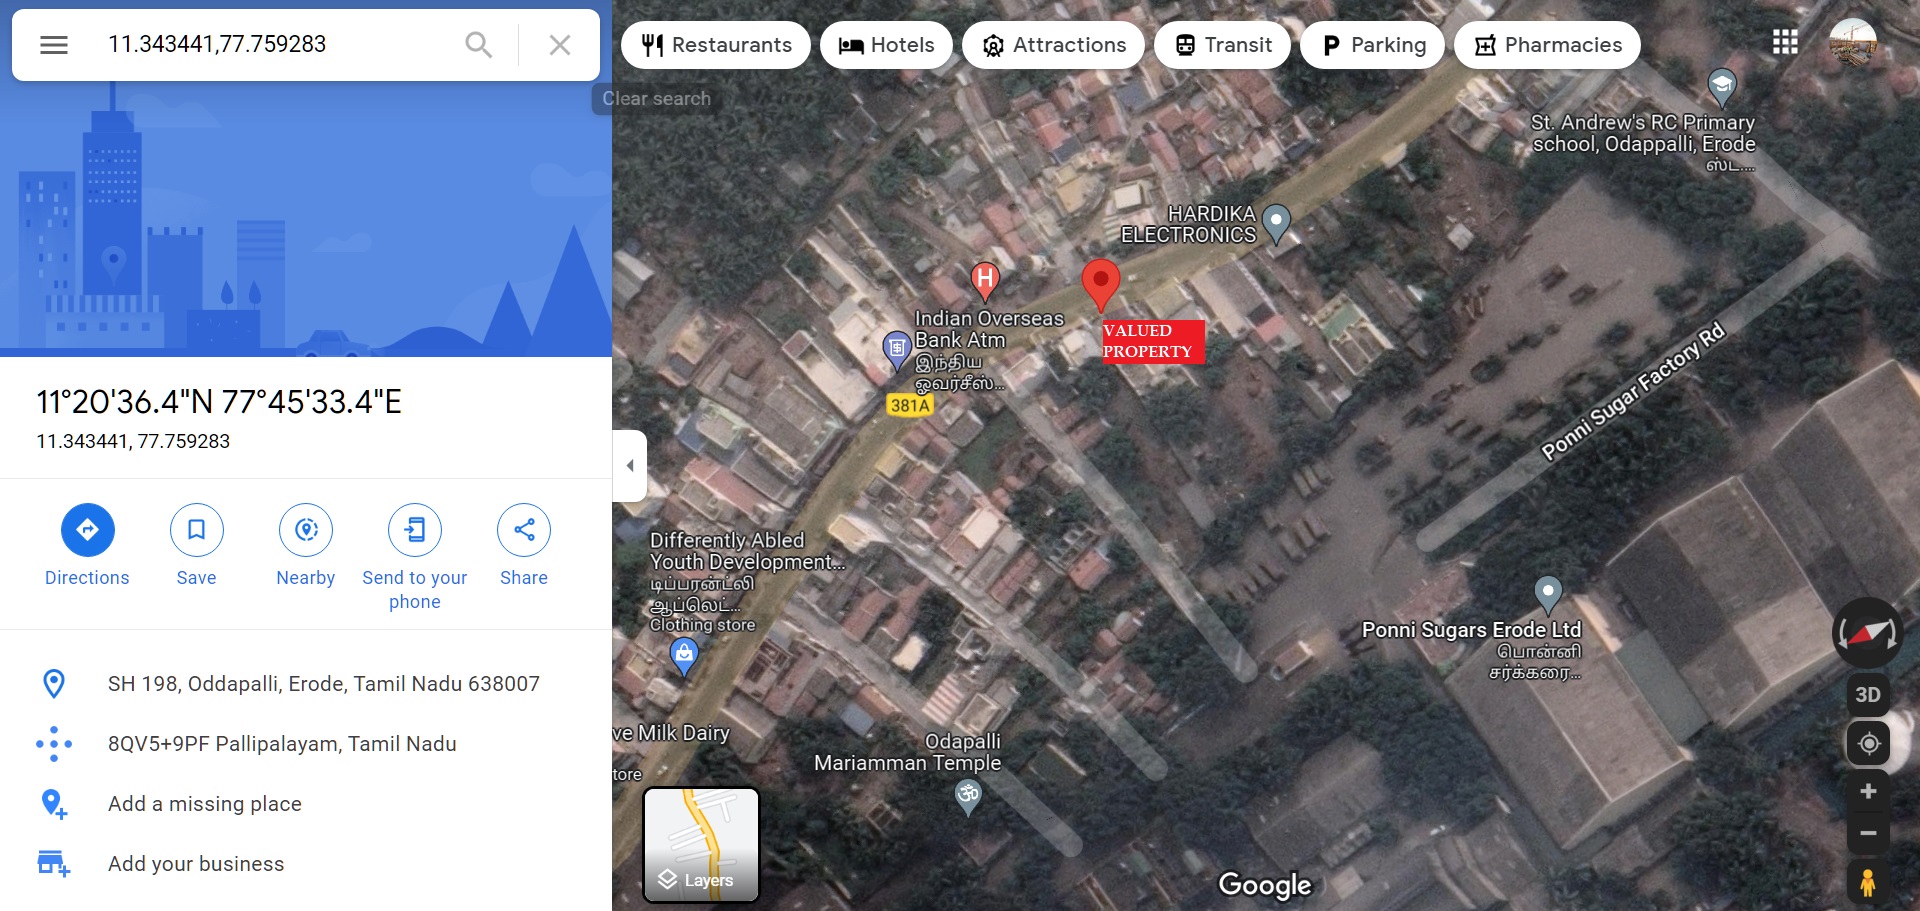 11.343441,77.759283
Restaurants
Hotels
Attractions
Transit
Parking
Pharmacies
Clear search
St. Andrew's RC Primary
school, Odappalli, Erode
ஸ்ட....
HARDIKA
ELECTRONICS
H
Indian Overseas
Bank Atm
இந்திய
ஓவர்சீஸ்...
VALUED
PROPERTY
381A
Ponni Sugar Factory Rd
11°20'36.4"N 77°45'33.4"E
11.343441, 77.759283
Directions
Save
Nearby
Send to your
phone
Share
Differently Abled
Youth Development...
டிப்பரன்ட்லி
ஆப்லெட்...
Clothing store
Ponni Sugars Erode Ltd
பொன்னி
சர்க்கரை...
SH 198, Oddapalli, Erode, Tamil Nadu 638007
8QV5+9PF Pallipalayam, Tamil Nadu
Add a missing place
Add your business
ve Milk Dairy
tore
Odapalli
Mariamman Temple
ॐ
3D
Layers
Google